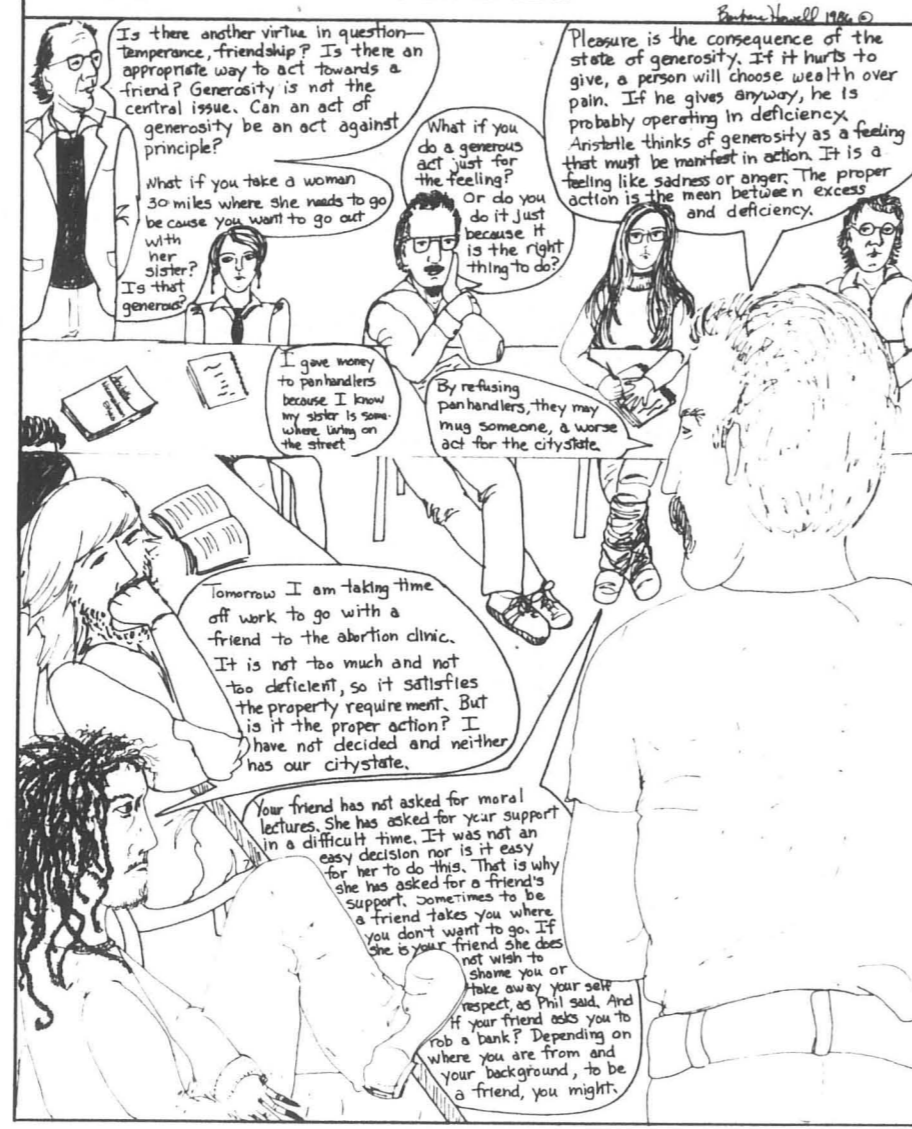 Barbara Howell 1986 ©
Is there another virtue in question—
temperance, friendship? Is there an
appropriate way to act towards a
friend? Generosity is not the
central issue. Can an act of
generosity be an act against
principle?
What if you take a woman
30 miles where she needs to go
because you want to go out
with
her
sister?
Is that
generous?
What if you
do a generous
act just for
the feeling?
Or do you
do it just
because it
is the right
thing to do?
Pleasure is the consequence of the
state of generosity. If it hurts to
give, a person will choose wealth over
pain. If he gives anyway, he is
probably operating in deficiency.
Aristotle thinks of generosity as a feeling
that must be manifest in action. It is a
feeling like sadness or anger. The proper
action is the mean between excess
and deficiency.
I gave money
to panhandlers
because I know
my sister is some-
where living on
the street.
By refusing
panhandlers, they may
mug someone, a worse
act for the citystate.
Tomorrow I am taking time
off work to go with a
friend to the abortion clinic.
It is not too much and not
too deficient, so it satisfies
the property requirement. But
is it the proper action? I
have not decided and neither
has our citystate.
Your friend has not asked for moral
lectures. She has asked for your support
in a difficult time. It was not an
easy decision nor is it easy
for her to do this. That is why
she has asked for a friend's
support. Sometimes to be
a friend takes you where
you don't want to go. If
she is your friend she does
not wish to
shame you or
take away your self
respect, as Phil said. And
if your friend asks you to
rob a bank? Depending on
where you are from and
your background, to be
a friend, you might.